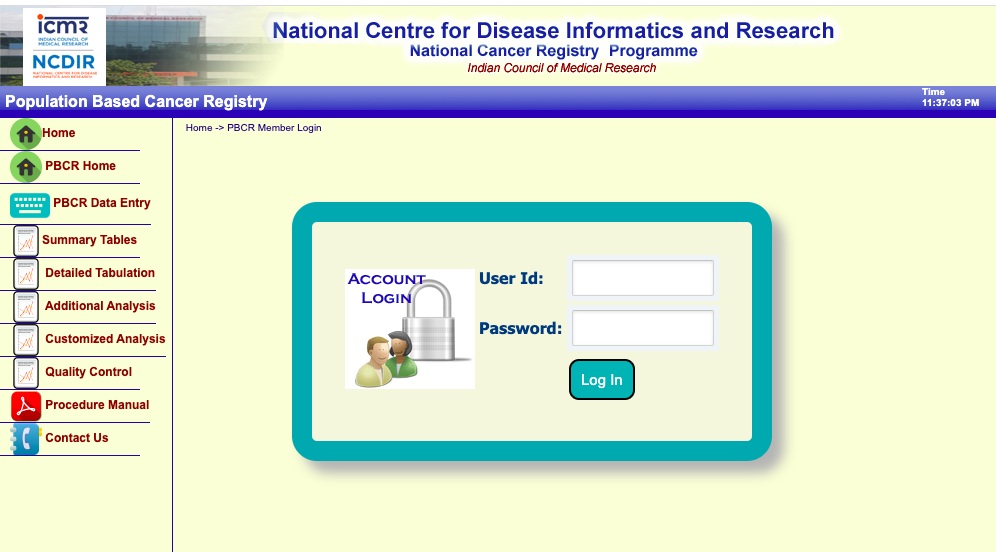 icmr
INDIAN COUNCIL OF
MEDICAL RESEARCH
NCDIR
NATIONAL CENTRE FOR DISEASE
INFORMATICS AND RESEARCH
National Centre for Disease Informatics and Research
National Cancer Registry Programme
Indian Council of Medical Research
Population Based Cancer Registry
Time
11:37:03 PM
Home
PBCR Home
PBCR Data Entry
Summary Tables
Detailed Tabulation
Additional Analysis
Customized Analysis
Quality Control
Procedure Manual
Contact Us
Home -> PBCR Member Login
ACCOUNT
LOGIN
User Id:
Password:
Log In